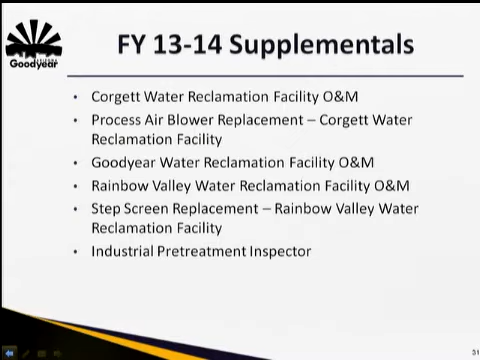 FY 13-14 Supplementals
Goodyear
• Corgett Water Reclamation Facility O&M
• Process Air Blower Replacement – Corgett Water
Reclamation Facility
• Goodyear Water Reclamation Facility O&M
• Rainbow Valley Water Reclamation Facility O&M
• Step Screen Replacement – Rainbow Valley Water
Reclamation Facility
• Industrial Pretreatment Inspector
31